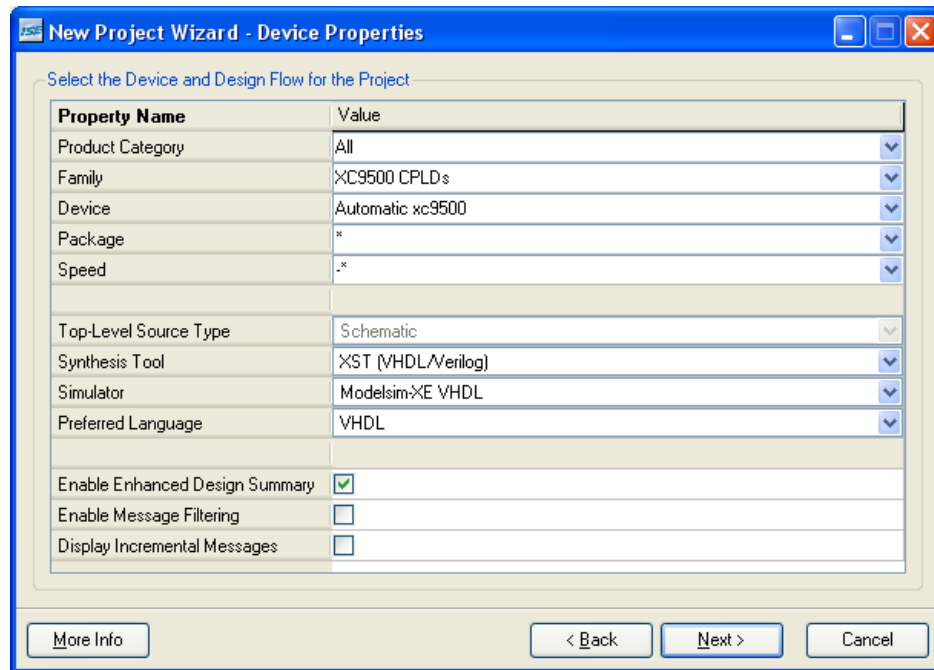 ISE New Project Wizard - Device Properties
Select the Device and Design Flow for the Project
Property Name Value
Product Category All
Family XC9500 CPLDs
Device Automatic xc9500
Package *
Speed -*
Top-Level Source Type Schematic
Synthesis Tool XST (VHDL/Verilog)
Simulator Modelsim-XE VHDL
Preferred Language VHDL
Enable Enhanced Design Summary
Enable Message Filtering
Display Incremental Messages
More Info < Back Next > Cancel